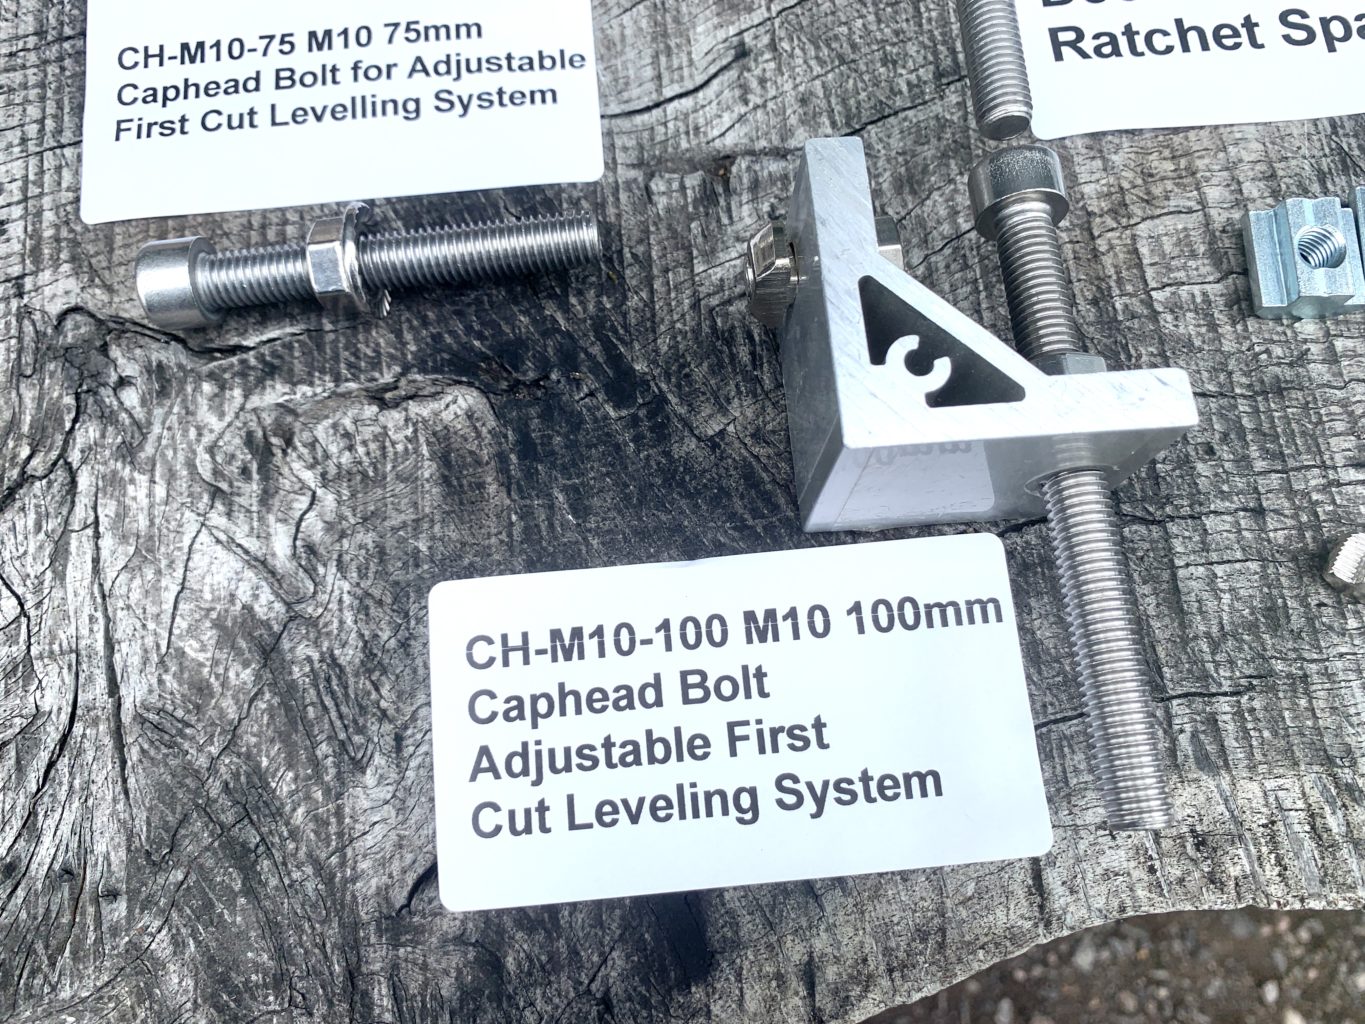 CH-M10-75 M10 75mm
Caphead Bolt for Adjustable
First Cut Levelling System
Ratchet
CH-M10-100 M10 100mm
Caphead Bolt
Adjustable First
Cut Leveling System